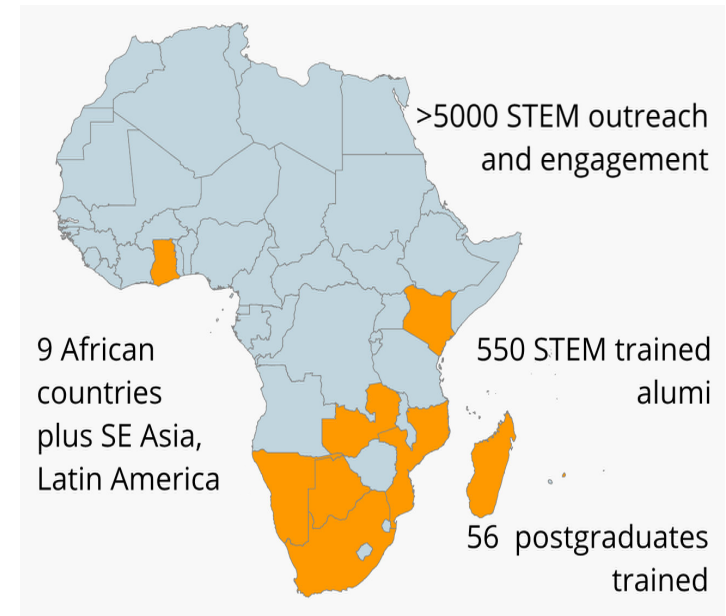 >5000 STEM outreach
and engagement
9 African
countries
plus SE Asia,
Latin America
550 STEM trained
alumi
56 postgraduates
trained